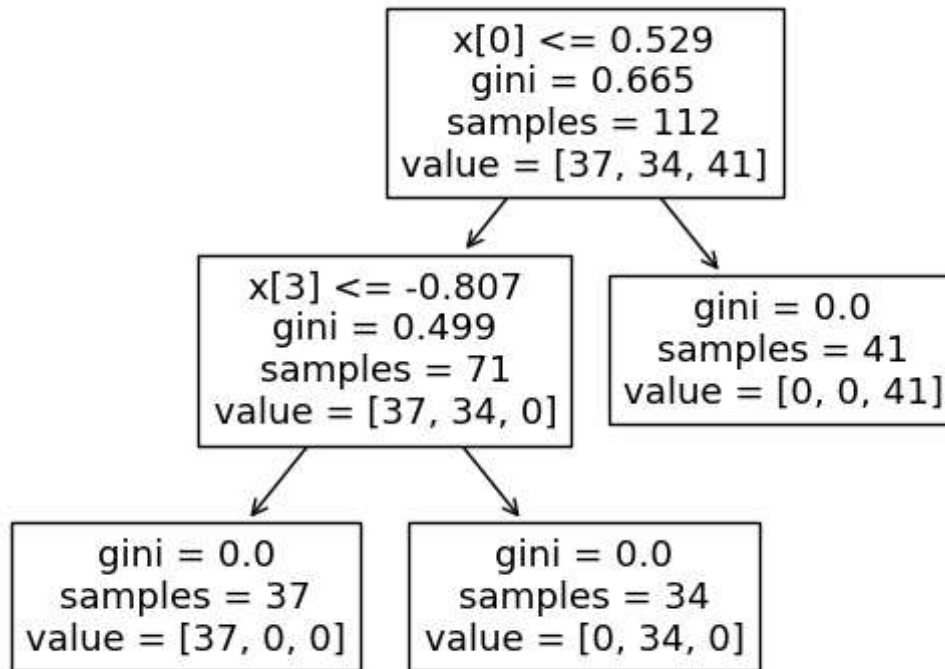 x[0] <= 0.529
gini = 0.665
samples = 112
value = [37, 34, 41]
x[3] <= -0.807
gini = 0.499
samples = 71
value = [37, 34, 0]
gini = 0.0
samples = 41
value = [0, 0, 41]
gini = 0.0
samples = 37
value = [37, 0, 0]
gini = 0.0
samples = 34
value = [0, 34, 0]